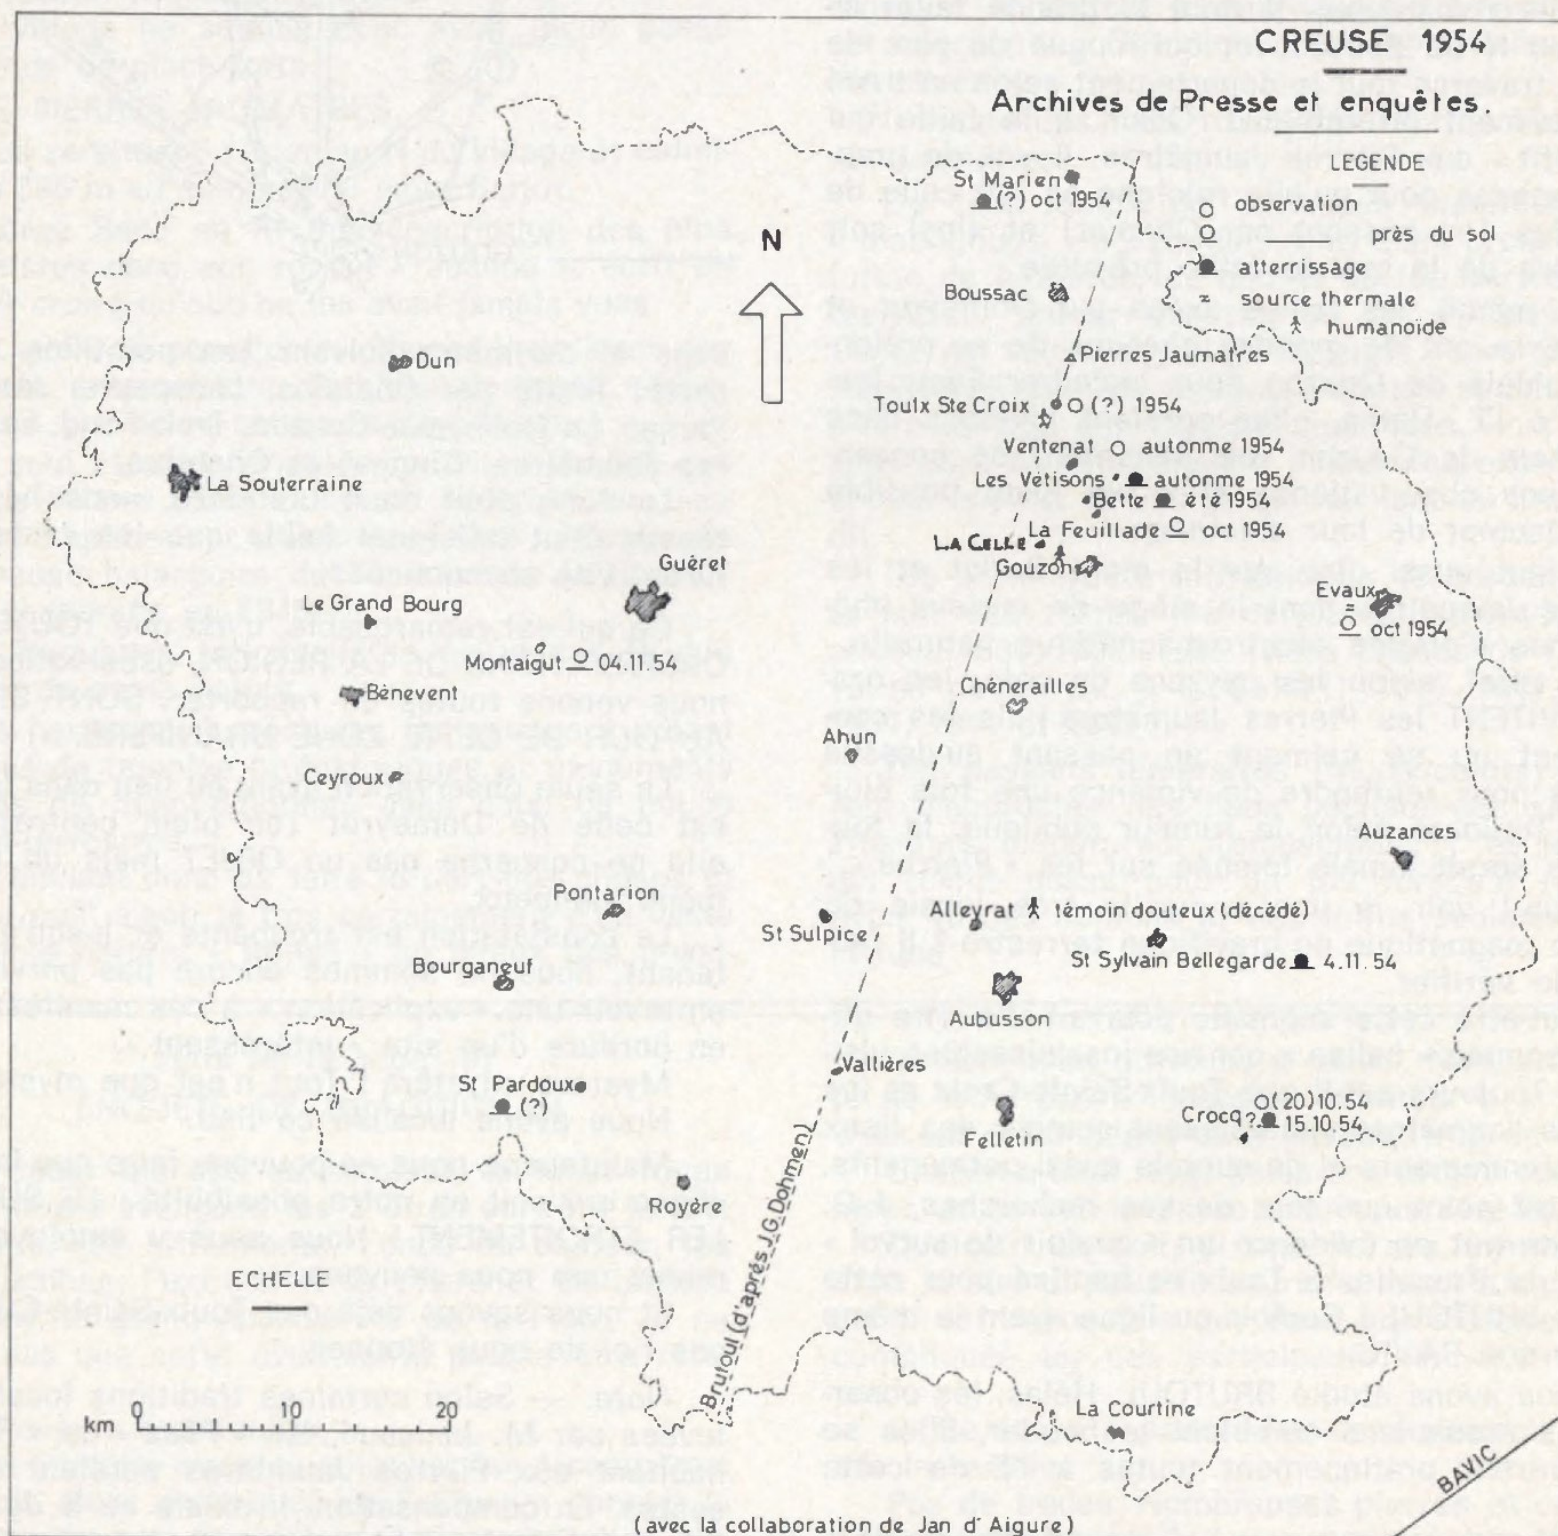 CREUSE 1954
Archives de Presse et enquêtes.
LEGENDE
observation
près du sol
atterrissage
source thermale
humanoïde
N
St Marien
(?) oct 1954
Boussac
Pierres Jaumatres
Toulx Ste Croix (?) 1954
Ventenat autonme 1954
Les Vétisons autonme 1954
Bette été 1954
La Feuillade oct 1954
LA CELLE
Gouzon
Dun
La Souterraine
Guéret
Le Grand Bourg
Montaigut 04.11.54
Bénevent
Evaux
oct 1954
Chénerailles
Ahun
Ceyroux
Auzances
Pontarion
Alleyrat témoin douteux (décédé)
St Sulpice
Bourganeuf
St Sylvain Bellegarde 4.11.54
Aubusson
Vallières
St Pardoux
(?)
(20)10.54
Crocq ? 15.10.54
Felletin
Royère
Brutoul (d'après J.G. Dohmen)
ECHELLE
km 0 10 20
La Courtine
BAVIC
(avec la collaboration de Jan d'Aigure)